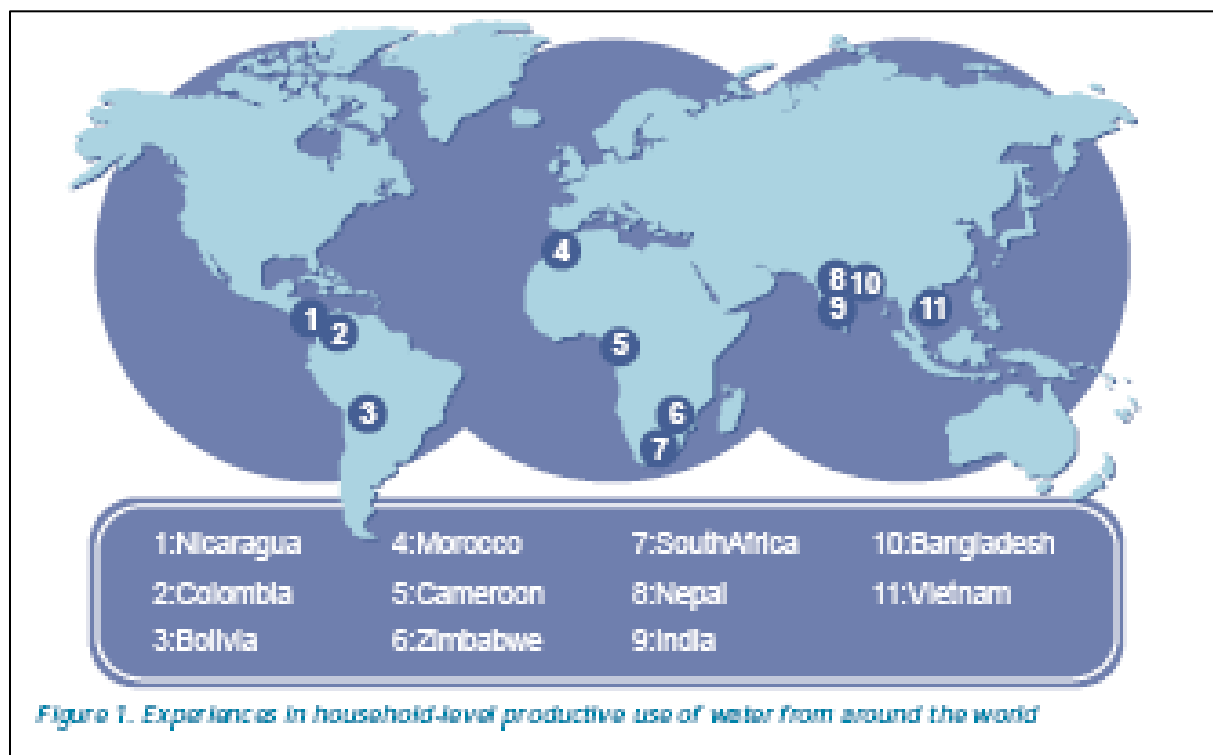 4
8
10
9
11
1
2
5
3
6
7
1:Nicaragua 4:Morocco 7:SouthAfrica 10:Bangladesh
2:Colombia 5:Cameroon 8:Nepal 11:Vietnam
3:Bolivia 6:Zimbabwe 9:India
Figure 1. Experiences in household-level productive use of water from around the world